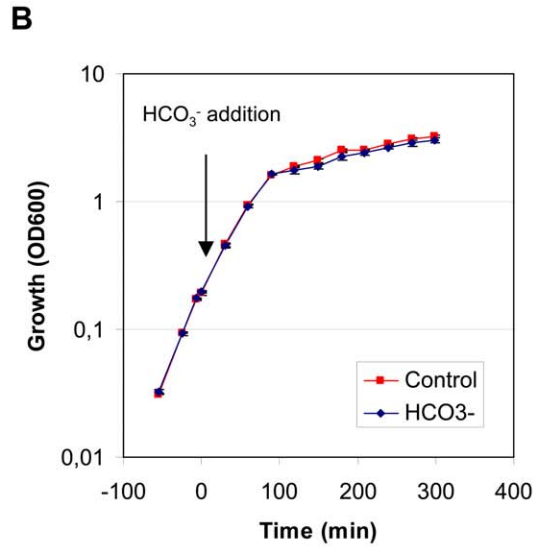 B
10
HCO₃⁻ addition
1
Growth (OD600)
0,1
Control
HCO3-
0,01
-100 0 100 200 300 400
Time (min)